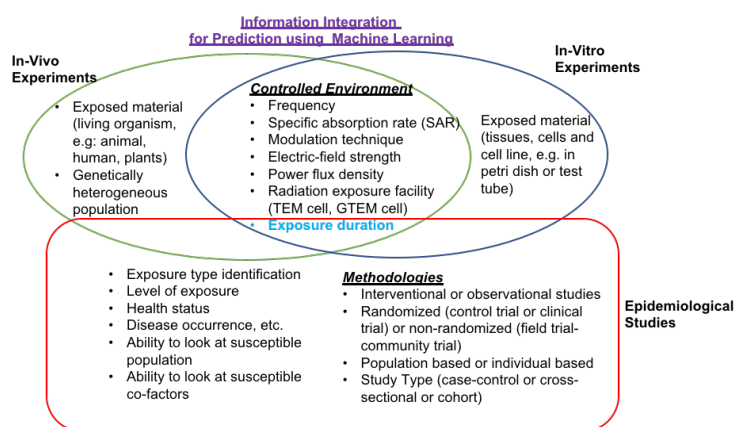 Information Integration
for Prediction using Machine Learning
In-Vivo
Experiments
In-Vitro
Experiments
• Exposed material
(living organism,
e.g: animal,
human, plants)
• Genetically
heterogeneous
population
Controlled Environment
• Frequency
• Specific absorption rate (SAR)
• Modulation technique
• Electric-field strength
• Power flux density
• Radiation exposure facility
(TEM cell, GTEM cell)
• Exposure duration
Exposed material
(tissues, cells and
cell line, e.g. in
petri dish or test
tube)
• Exposure type identification
• Level of exposure
• Health status
• Disease occurrence, etc.
• Ability to look at susceptible
population
• Ability to look at susceptible
co-factors
Methodologies
• Interventional or observational studies
• Randomized (control trial or clinical
trial) or non-randomized (field trial-
community trial)
• Population based or individual based
• Study Type (case-control or cross-
sectional or cohort)
Epidemiological
Studies